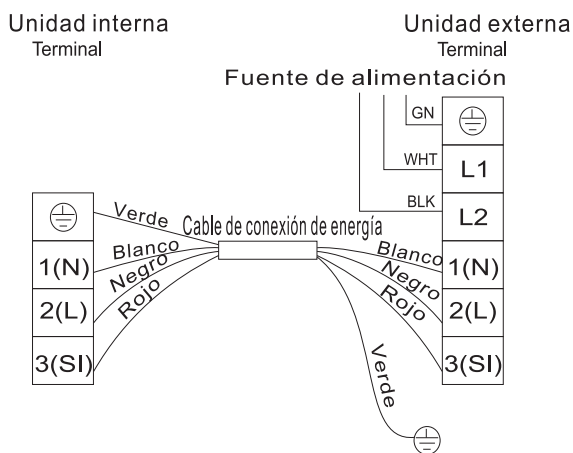 Unidad interna
Terminal
Unidad externa
Terminal
Fuente de alimentación
GN
WHT
L1
BLK
L2
Verde
Cable de conexión de energía
Blanco
Negro
Rojo
1(N)
2(L)
3(SI)
Blanco
Negro
Rojo
1(N)
2(L)
3(SI)
Verde